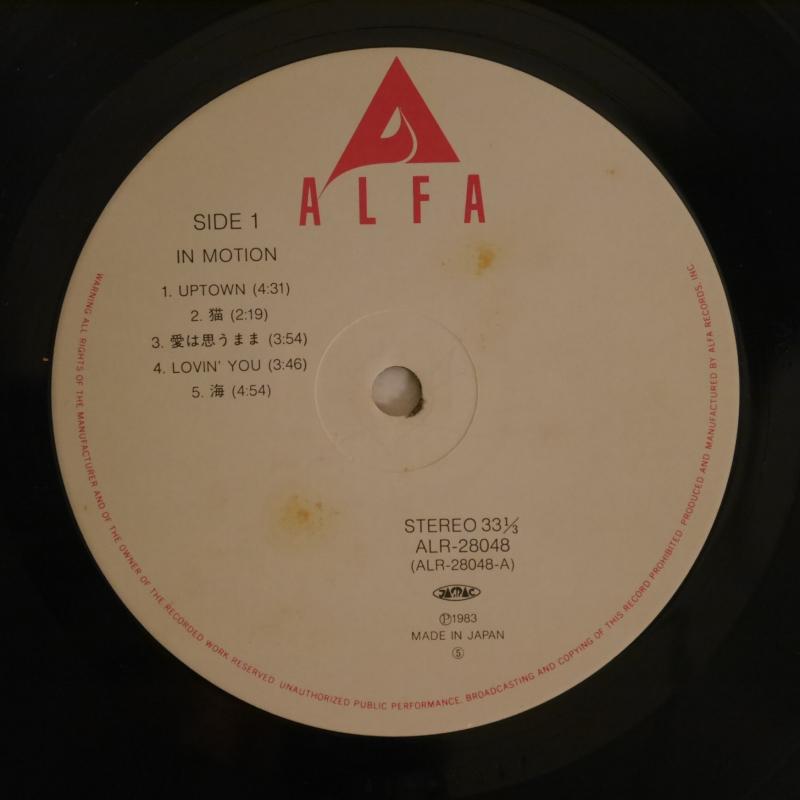 ALFA
SIDE 1
IN MOTION
1. UPTOWN (4:31)
2. 猫 (2:19)
3. 愛は思うまま (3:54)
4. LOVIN' YOU (3:46)
5. 海 (4:54)
STEREO 33⅓
ALR-28048
(ALR-28048-A)
JASRAC
Ⓟ1983
MADE IN JAPAN
Ⓢ
WARNING ALL RIGHTS OF THE MANUFACTURER AND OF THE OWNER OF THE RECORDED WORK RESERVED. UNAUTHORIZED PUBLIC PERFORMANCE, BROADCASTING AND COPYING OF THIS RECORD PROHIBITED. PRODUCED AND MANUFACTURED BY ALFA RECORDS, INC